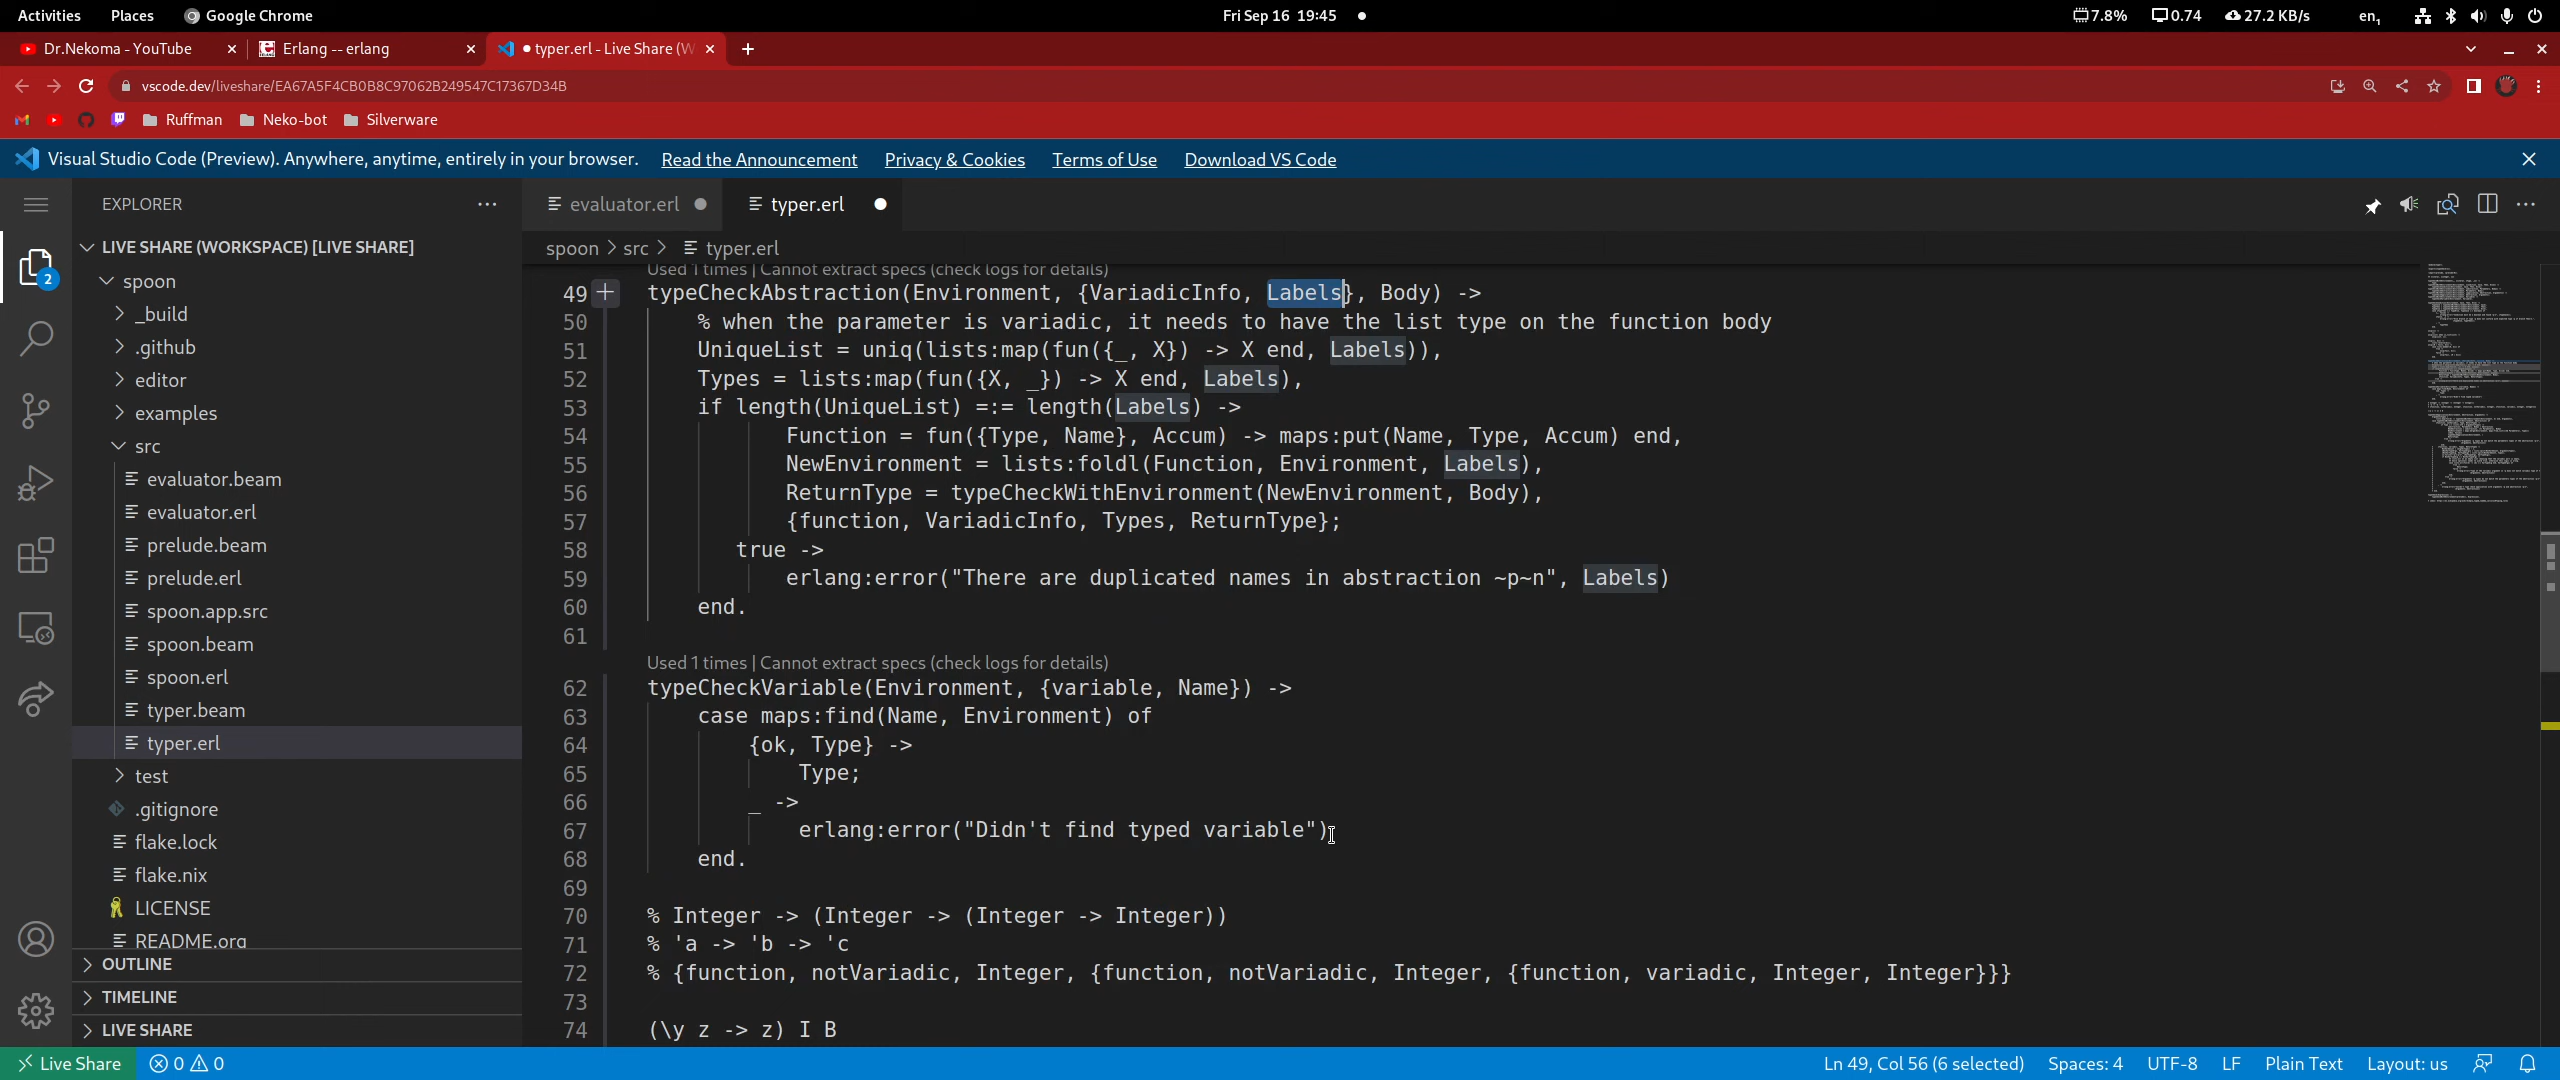 Activities Places Google Chrome Fri Sep 16 19:45 7.8% 0.74 27.2 KB/s en1
Dr.Nekoma - YouTube Erlang -- erlang typer.erl - Live Share (W
vscode.dev/liveshare/EA67A5F4CB0B8C97062B249547C17367D34B
Ruffman Neko-bot Silverware
Visual Studio Code (Preview). Anywhere, anytime, entirely in your browser. Read the Announcement Privacy & Cookies Terms of Use Download VS Code
EXPLORER
LIVE SHARE (WORKSPACE) [LIVE SHARE]
spoon
_build
.github
editor
examples
src
evaluator.beam
evaluator.erl
prelude.beam
prelude.erl
spoon.app.src
spoon.beam
spoon.erl
typer.beam
typer.erl
test
.gitignore
flake.lock
flake.nix
LICENSE
README.org
OUTLINE
TIMELINE
LIVE SHARE
2
evaluator.erl typer.erl
spoon > src > typer.erl
Used 1 times | Cannot extract specs (check logs for details)
49 typeCheckAbstraction(Environment, {VariadicInfo, Labels}, Body) ->
50 % when the parameter is variadic, it needs to have the list type on the function body
51 UniqueList = uniq(lists:map(fun({_, X}) -> X end, Labels)),
52 Types = lists:map(fun({X, _}) -> X end, Labels),
53 if length(UniqueList) =:= length(Labels) ->
54 Function = fun({Type, Name}, Accum) -> maps:put(Name, Type, Accum) end,
55 NewEnvironment = lists:foldl(Function, Environment, Labels),
56 ReturnType = typeCheckWithEnvironment(NewEnvironment, Body),
57 {function, VariadicInfo, Types, ReturnType};
58 true ->
59 erlang:error("There are duplicated names in abstraction ~p~n", Labels)
60 end.
61
Used 1 times | Cannot extract specs (check logs for details)
62 typeCheckVariable(Environment, {variable, Name}) ->
63 case maps:find(Name, Environment) of
64 {ok, Type} ->
65 Type;
66 _ ->
67 erlang:error("Didn't find typed variable")
68 end.
69
70 % Integer -> (Integer -> (Integer -> Integer))
71 % 'a -> 'b -> 'c
72 % {function, notVariadic, Integer, {function, notVariadic, Integer, {function, variadic, Integer, Integer}}}
73
74 (\y z -> z) I B
Live Share 0 0 Ln 49, Col 56 (6 selected) Spaces: 4 UTF-8 LF Plain Text Layout: us